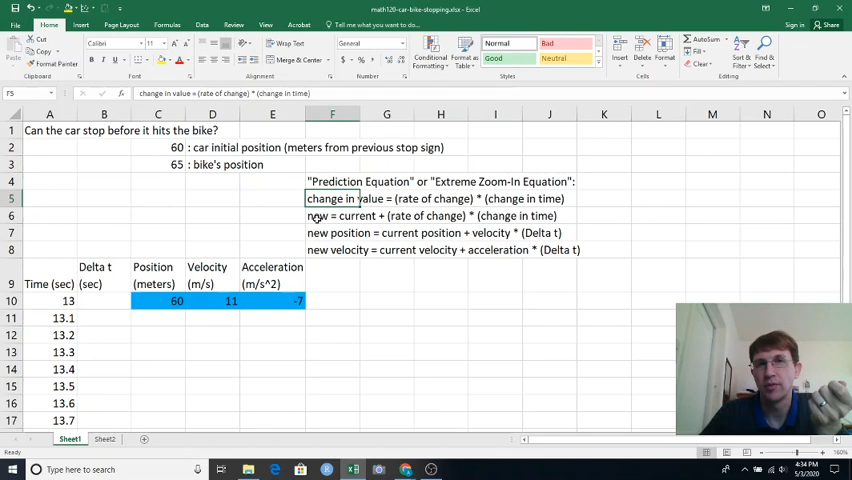 math120-car-bike-stopping.xlsx - Excel
File Home Insert Page Layout Formulas Data Review View Acrobat Tell me what you want to do... Sign in Share
Paste Cut Copy Format Painter
Calibri 11 Wrap Text General Conditional Formatting Format as Table Normal Bad Good Neutral Insert Delete Format AutoSum Fill Clear Sort & Filter Find & Select
B I U Merge & Center $ %
Clipboard Font Alignment Number Styles Cells Editing
F5 fx change in value = (rate of change) * (change in time)
A B C D E F G H I J K L M N O
1 Can the car stop before it hits the bike?
2 60 : car initial position (meters from previous stop sign)
3 65 : bike's position
4 "Prediction Equation" or "Extreme Zoom-In Equation":
5 change in value = (rate of change) * (change in time)
6 new = current + (rate of change) * (change in time)
7 new position = current position + velocity * (Delta t)
8 new velocity = current velocity + acceleration * (Delta t)
Delta t Position Velocity Acceleration
9 Time (sec) (sec) (meters) (m/s) (m/s^2)
10 13 60 11 -7
11 13.1
12 13.2
13 13.3
14 13.4
15 13.5
16 13.6
17 13.7
Sheet1 Sheet2
160%
Type here to search
4:34 PM
5/3/2020